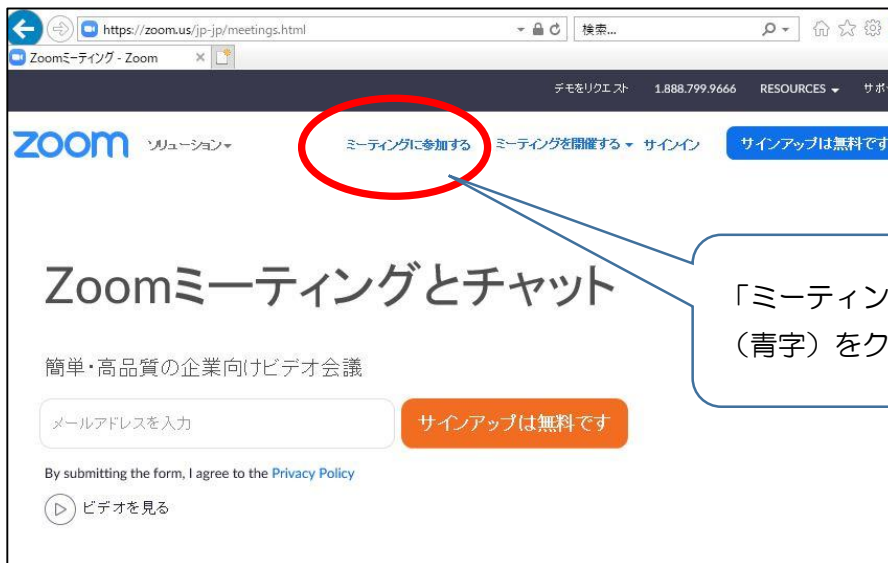 https://zoom.us/jp-jp/meetings.html
検索...
Zoomミーティング - Zoom
デモをリクエスト 1.888.799.9666 RESOURCES サポ
zoom ソリューション ミーティングに参加する ミーティングを開催する サインイン サインアップは無料です
Zoomミーティングとチャット
「ミーティン
（青字）をク
簡単・高品質の企業向けビデオ会議
メールアドレスを入力 サインアップは無料です
By submitting the form, I agree to the Privacy Policy
ビデオを見る